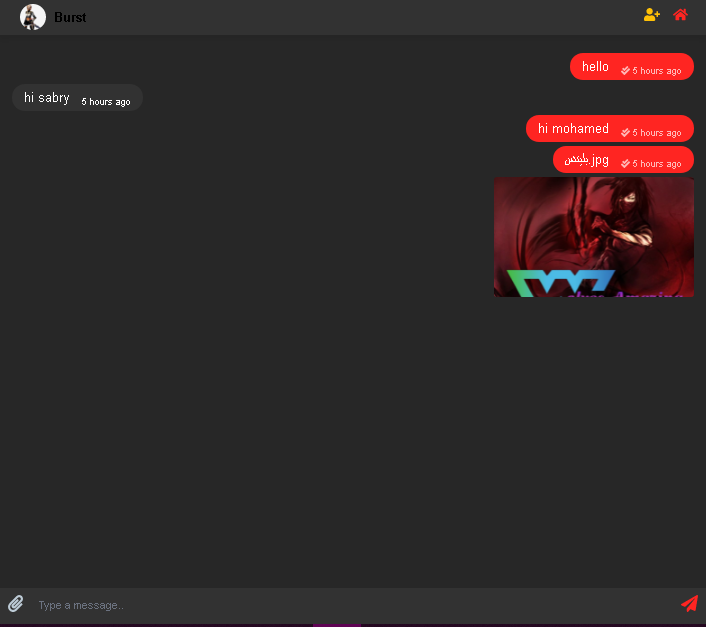 Burst
hello 5 hours ago
hi sabry 5 hours ago
hi mohamed 5 hours ago
.jpg 5 hours ago
Type a message..